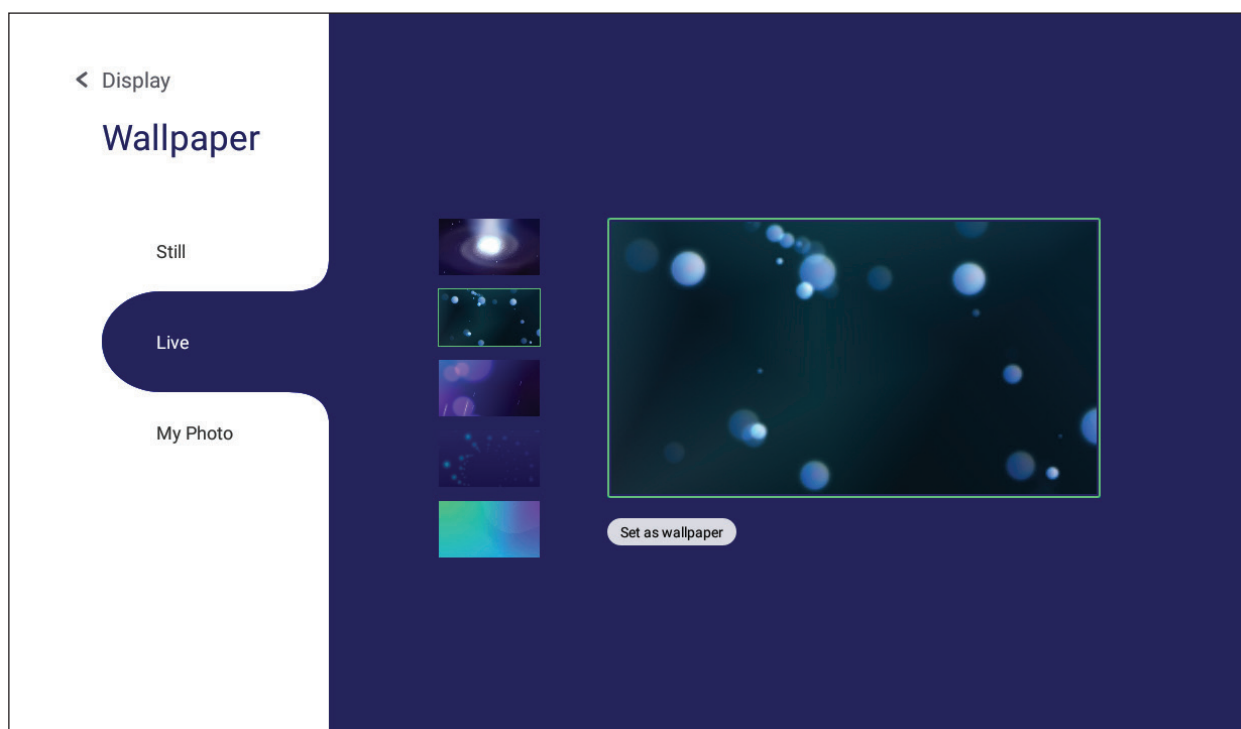 Display
Wallpaper
Still
Live
My Photo
Set as wallpaper